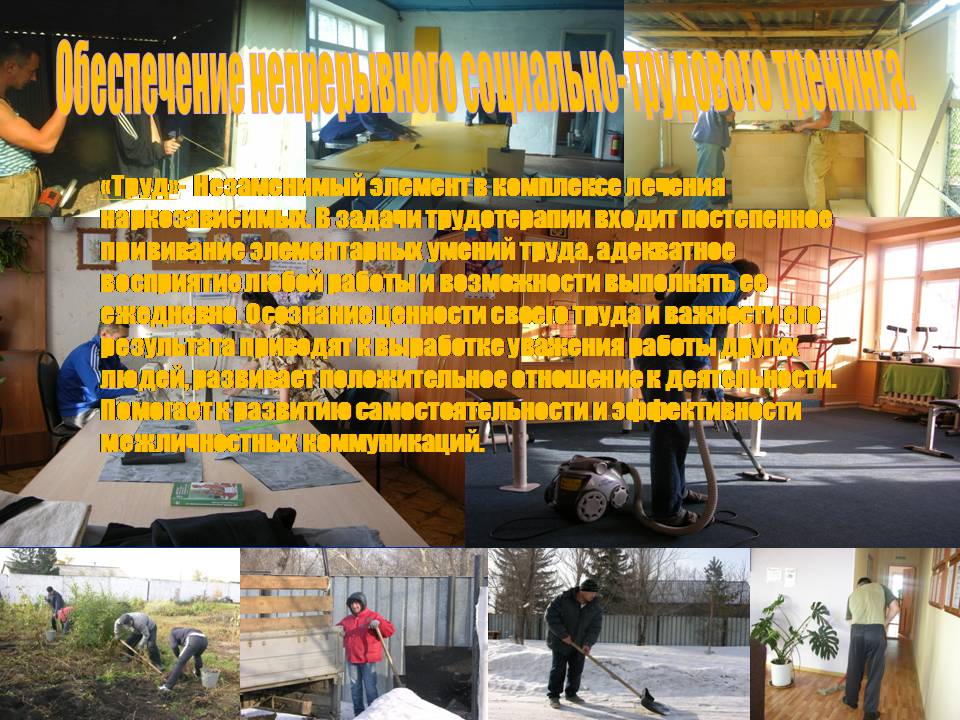 Обеспечение непрерывного социально-трудового тренинга.
«Труд»- Незаменимый элемент в комплексе лечения
наркозависимых. В задачи трудотерапии входит постепенное
прививание элементарных умений труда, адекватное
восприятие любой работы и возможности выполнять ее
ежедневно. Осознание ценности своего труда и важности его
результата приводят к выработке уважения работы других
людей, развивает положительное отношение к деятельности.
Помогает к развитию самостоятельности и эффективности
межличностных коммуникаций.